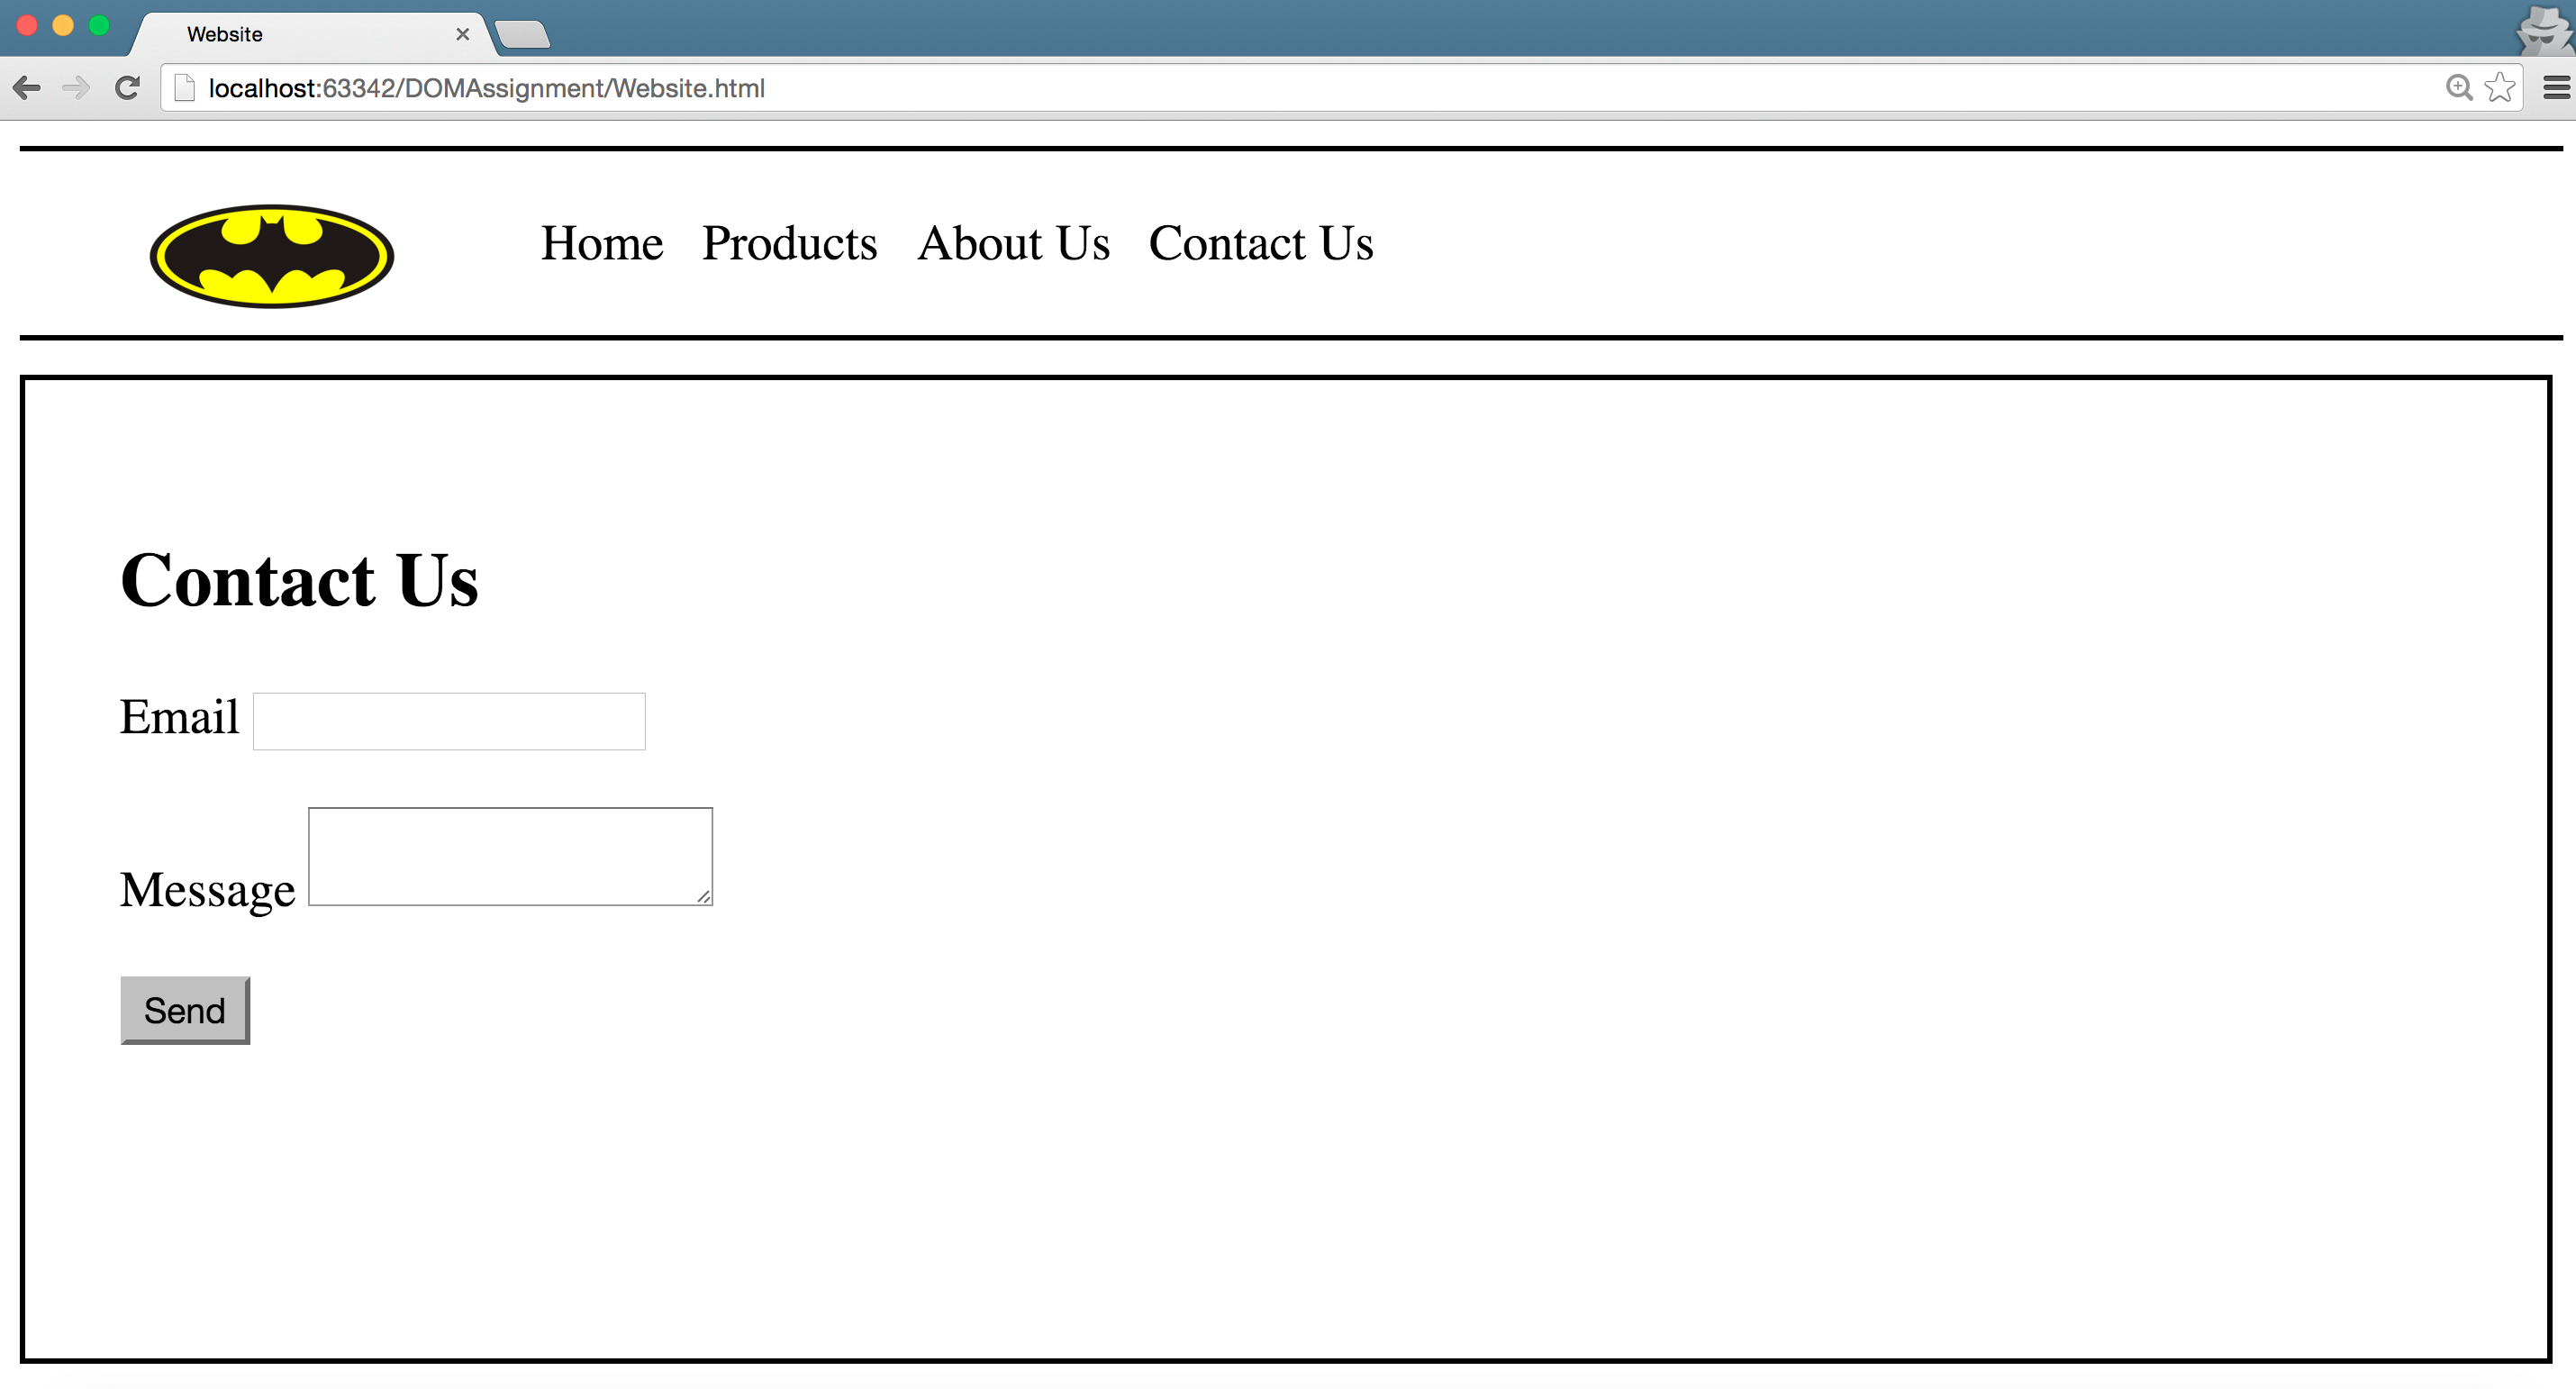 Website
localhost:63342/DOMAssignment/Website.html
Home Products About Us Contact Us
Contact Us
Email
Message
Send